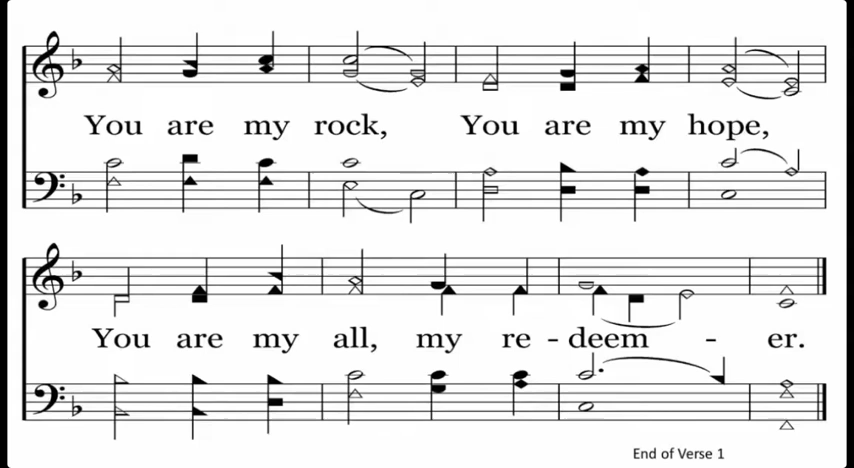 You are my rock, You are my hope,
You are my all, my re - deem - er.
End of Verse 1